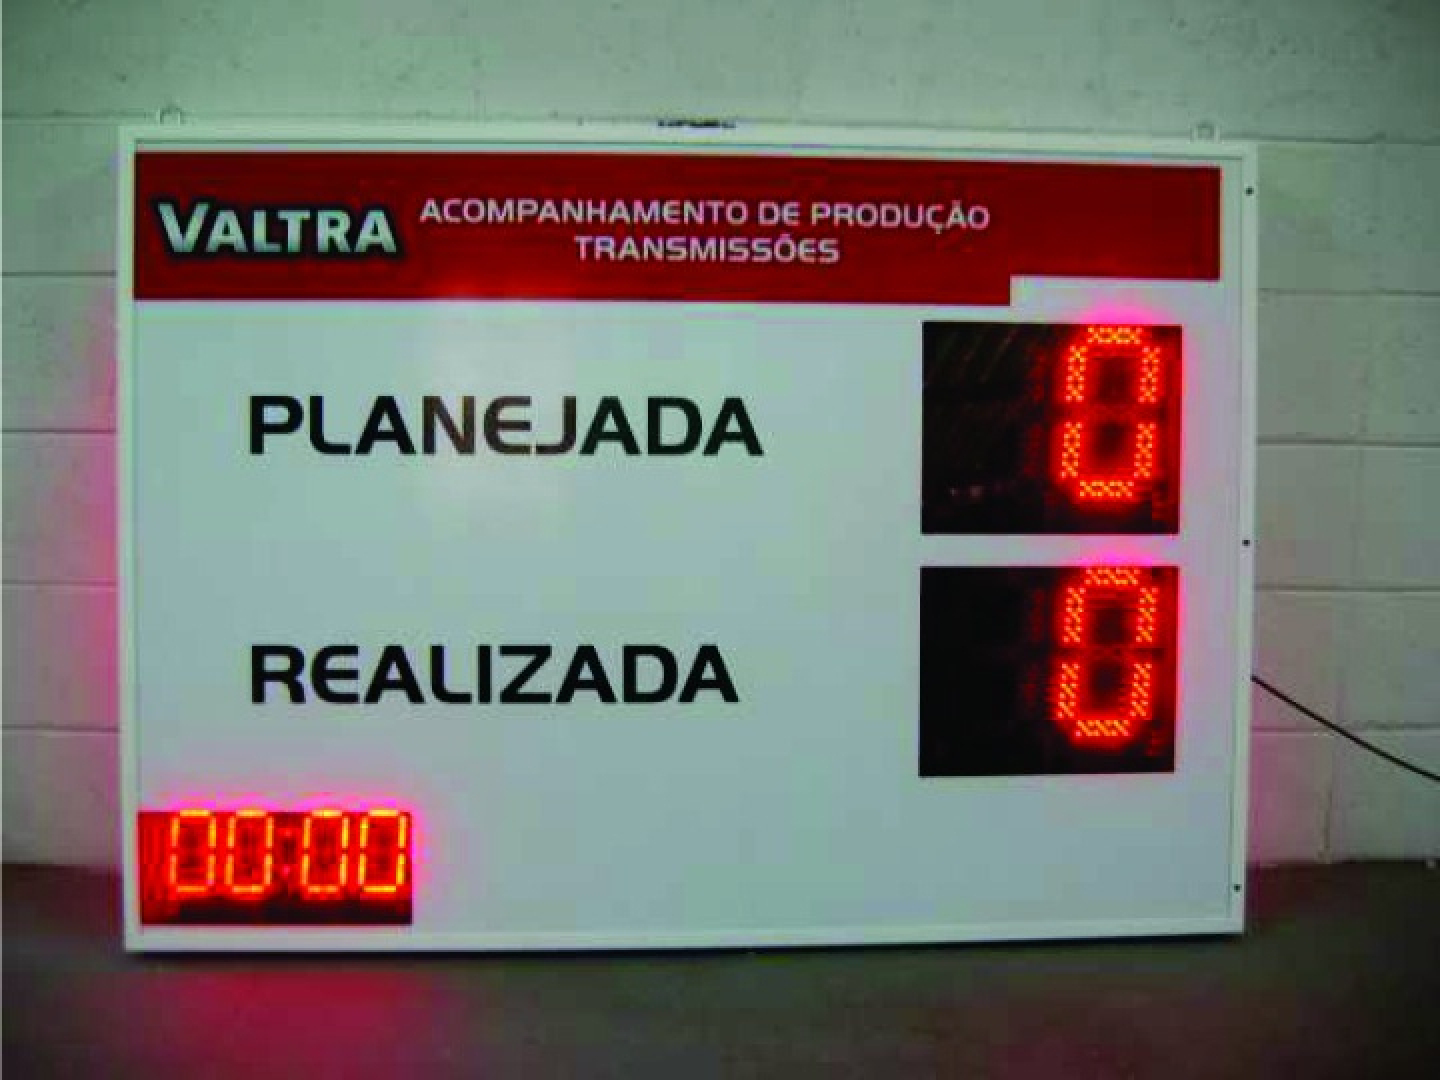 VALTRA
ACOMPANHAMENTO DE PRODUÇÃO
TRANSMISSÕES
PLANEJADA 0
REALIZADA 0
00:00